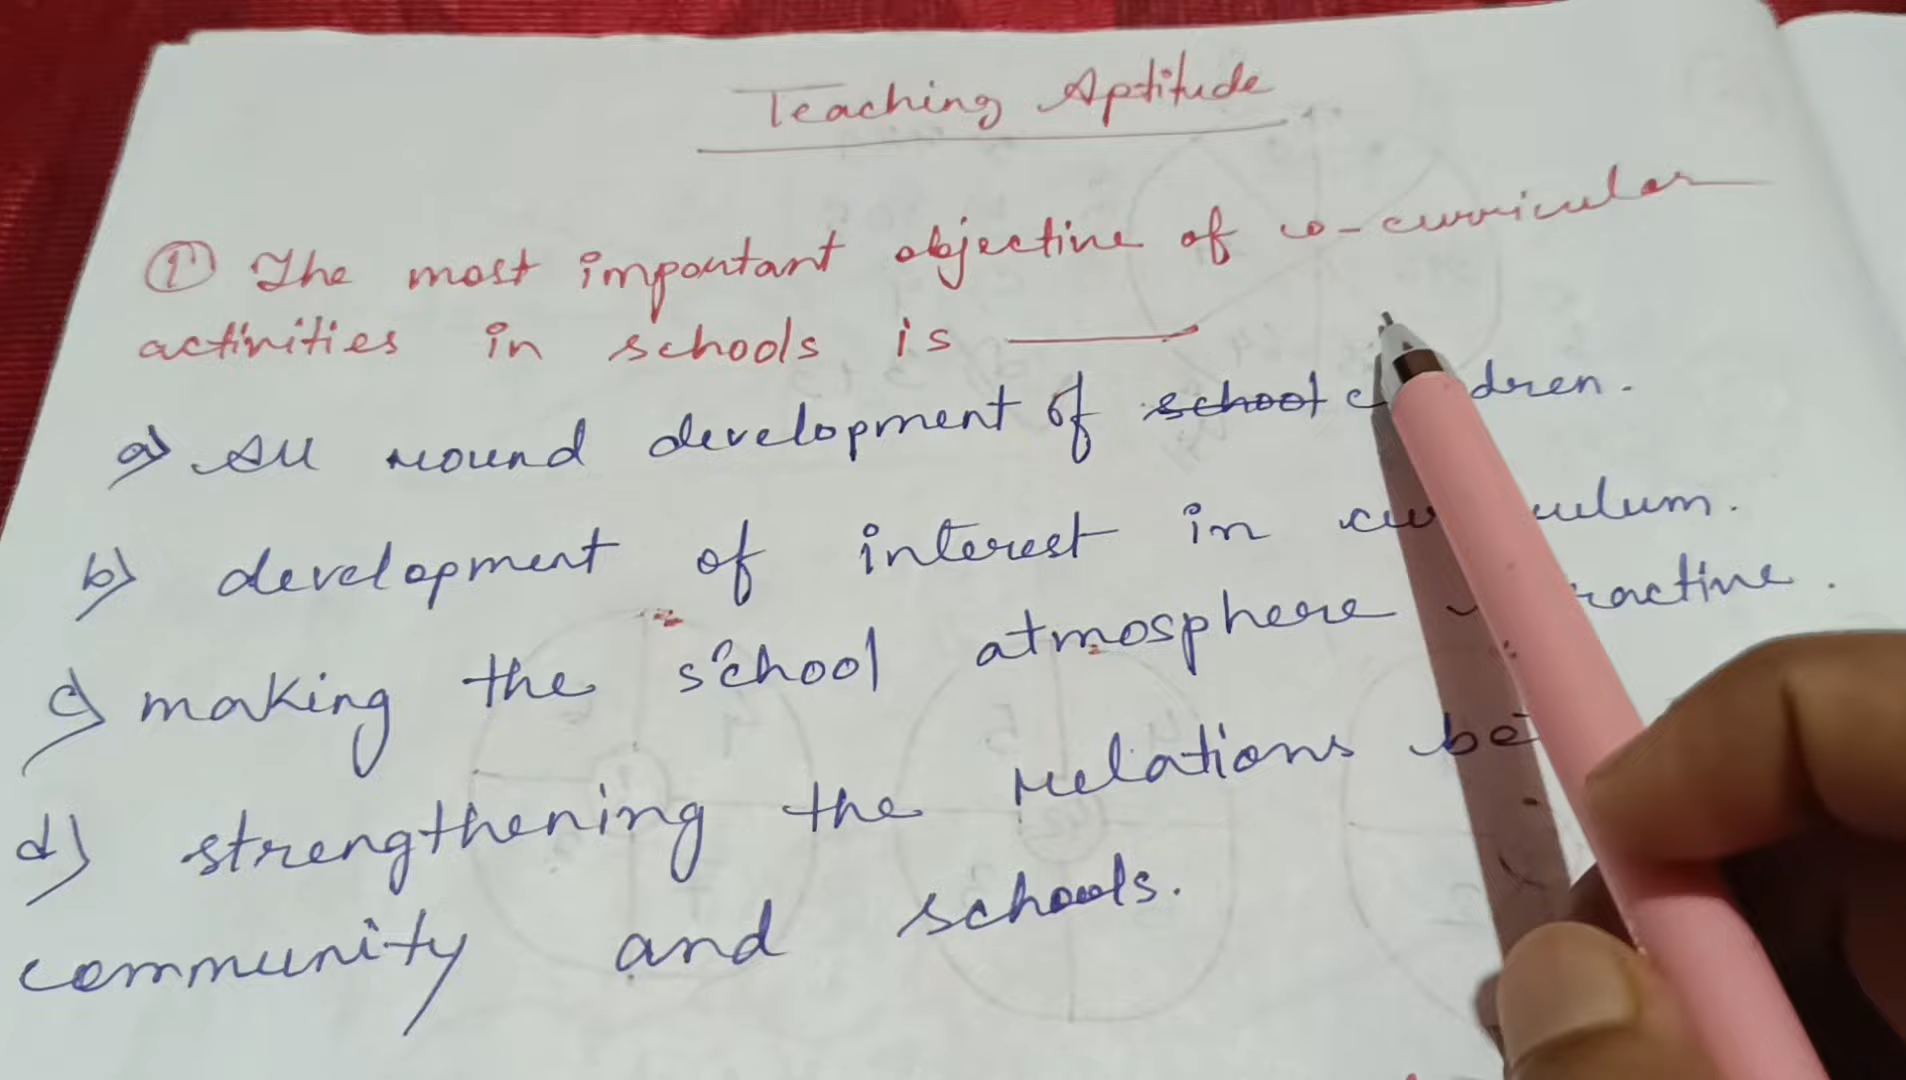 Teaching Aptitude
1 The most important objective of co-curricular
activities in schools is
a) All round development of school
b) development of interest in
c) making the school atmosphere
d) strengthening the relations
community and schools.